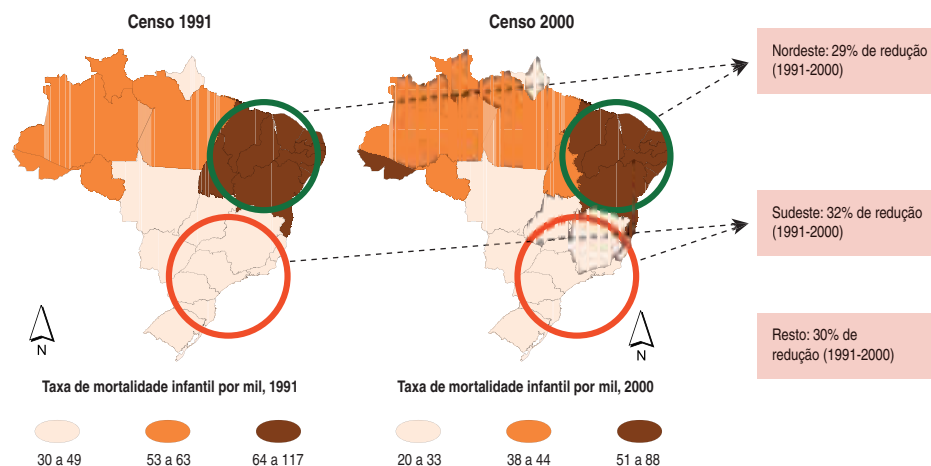 Censo 1991
Censo 2000
Nordeste: 29% de redução
(1991-2000)
Sudeste: 32% de redução
(1991-2000)
Resto: 30% de
redução (1991-2000)
N
N
Taxa de mortalidade infantil por mil, 1991
30 a 49
53 a 63
64 a 117
Taxa de mortalidade infantil por mil, 2000
20 a 33
38 a 44
51 a 88